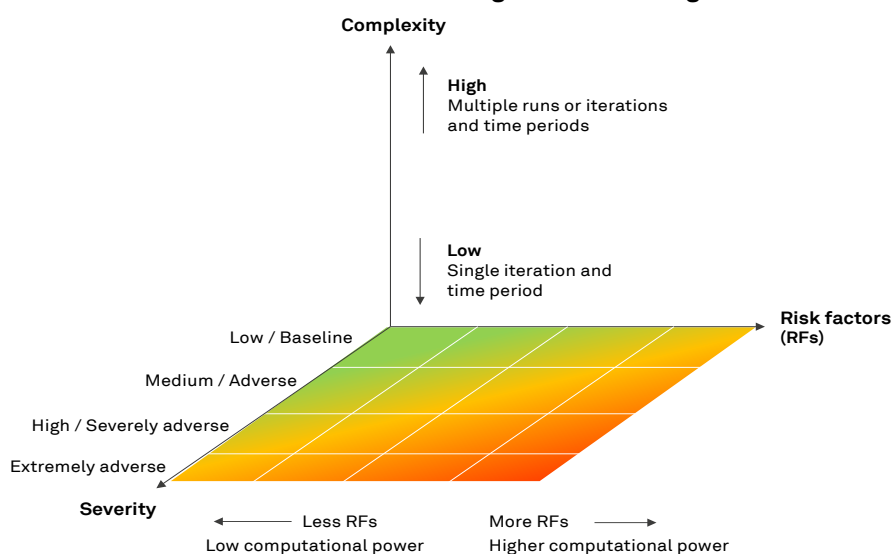 Complexity
High
Multiple runs or iterations
and time periods
Low
Single iteration and
time period
Risk factors
(RFs)
Low / Baseline
Medium / Adverse
High / Severely adverse
Extremely adverse
Severity
Less RFs
More RFs
Low computational power
Higher computational power